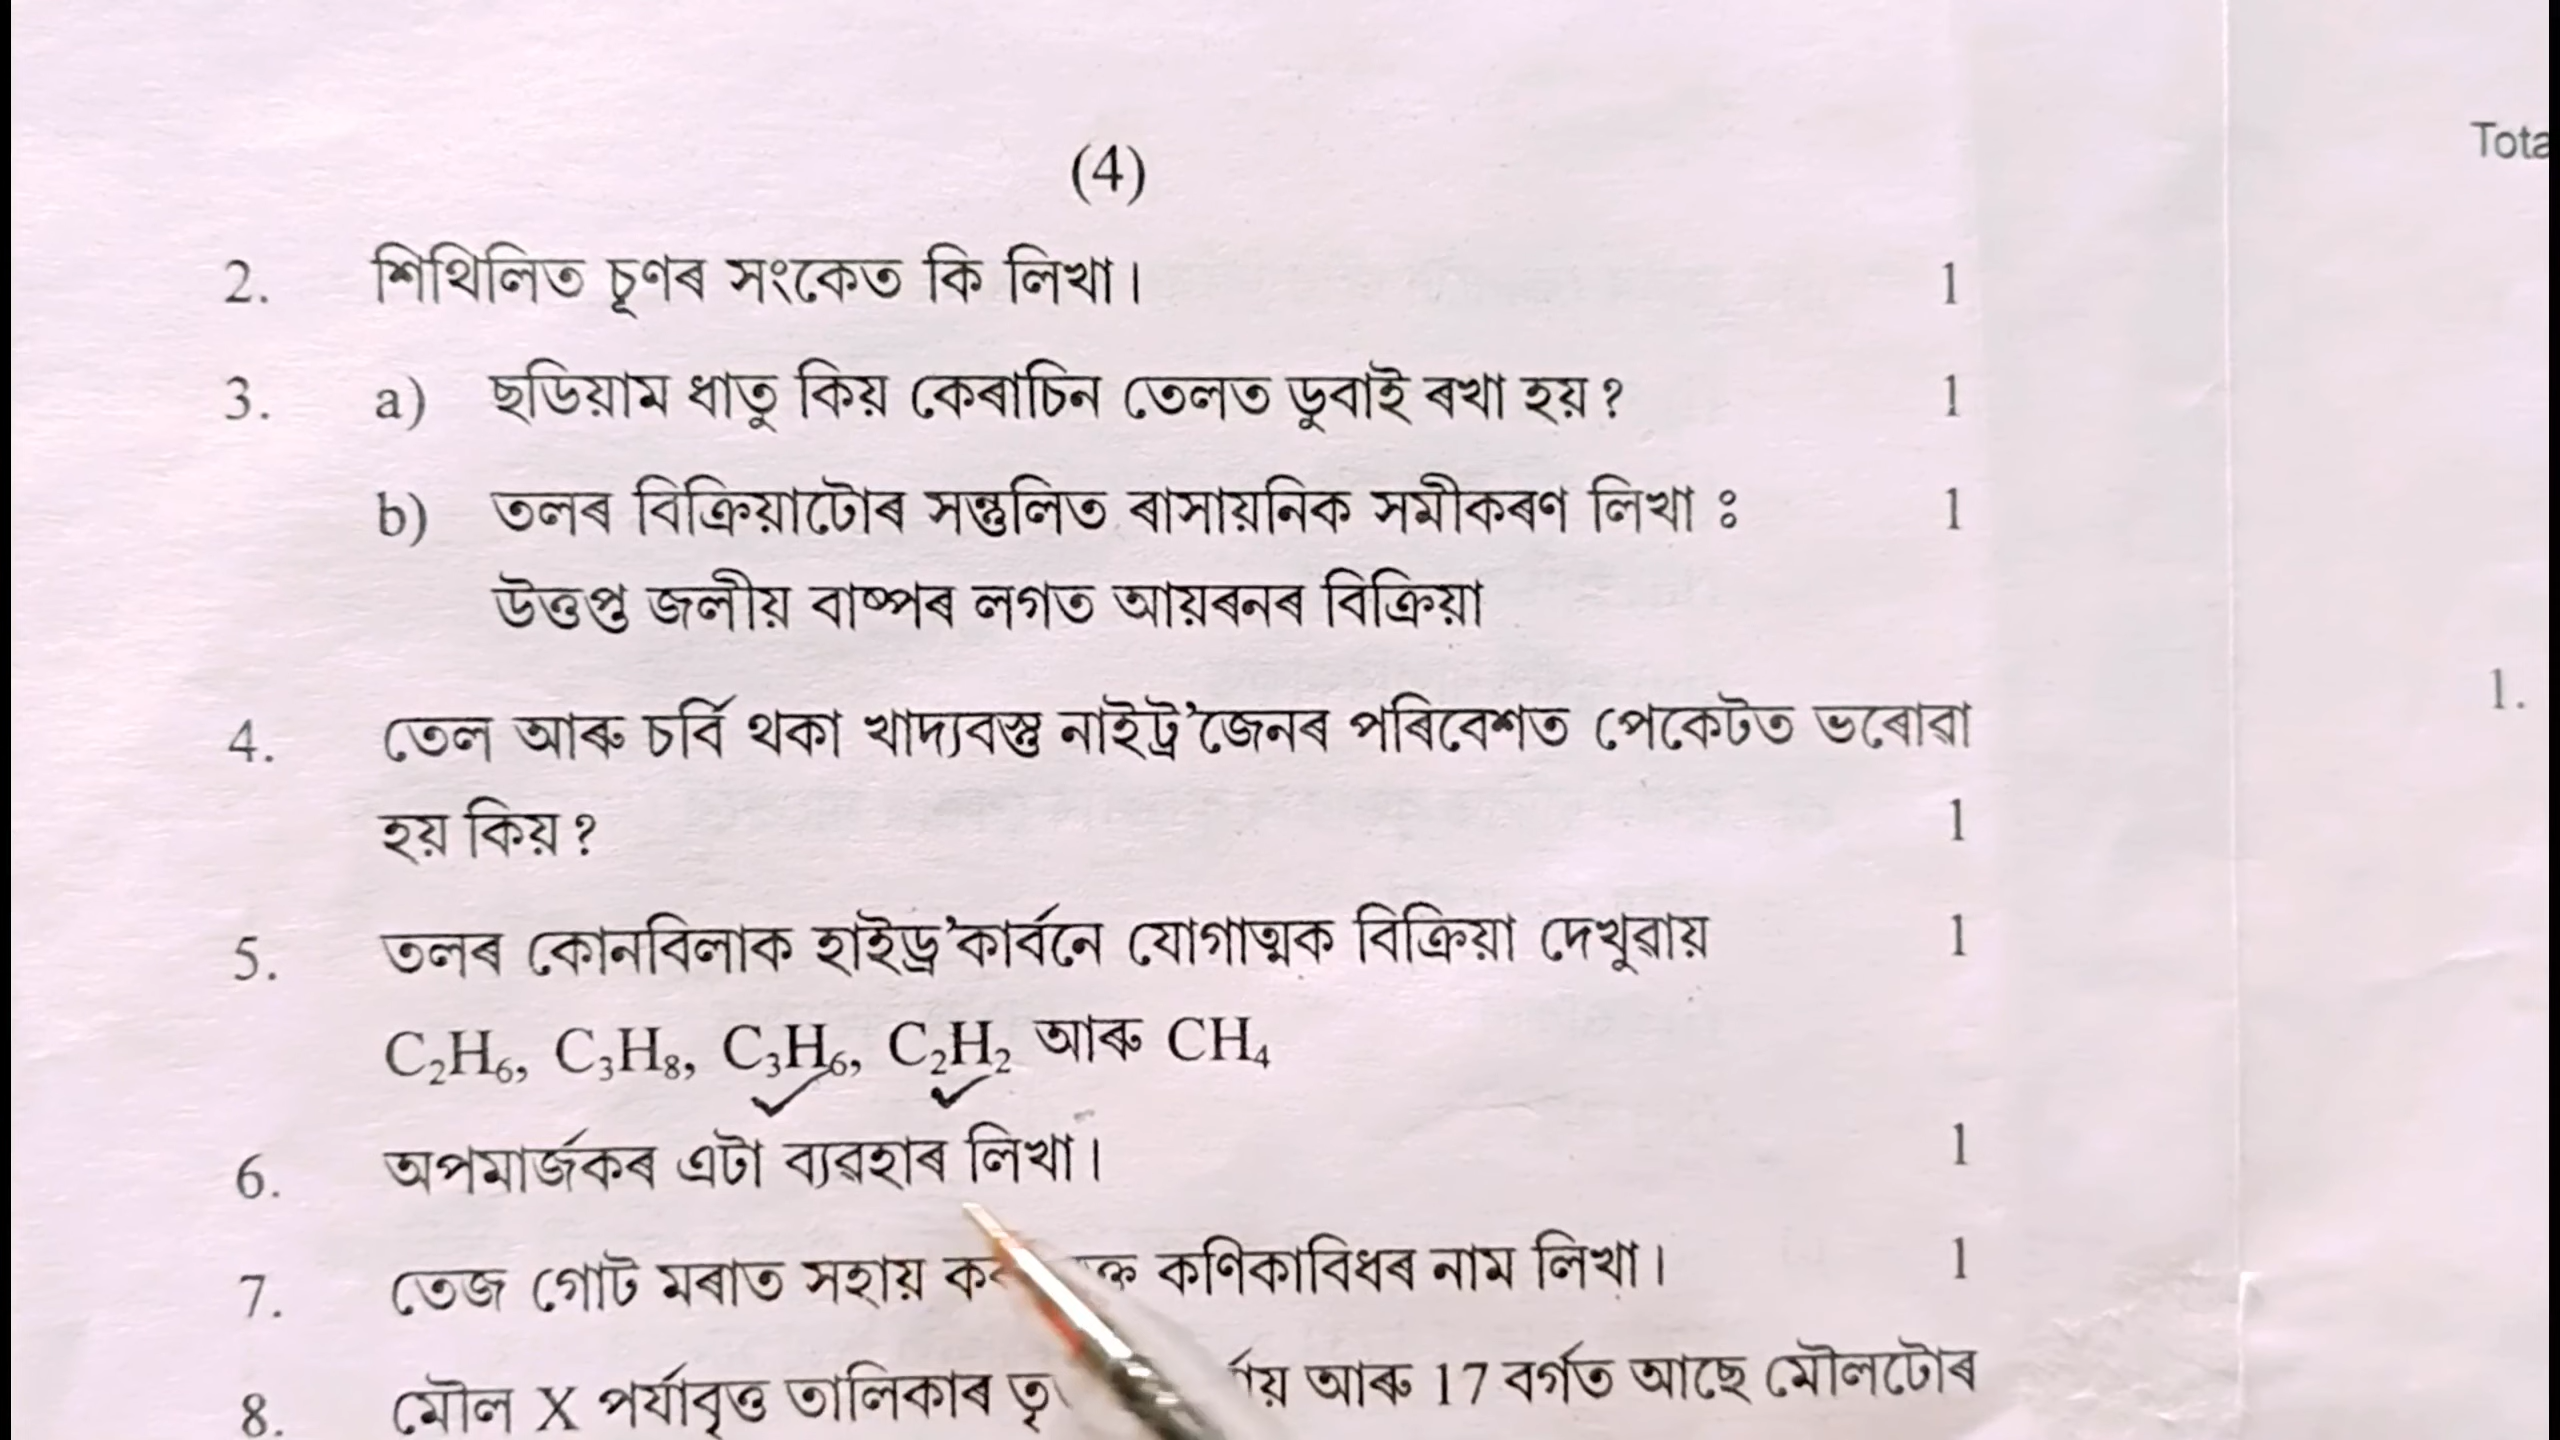 (4)
Tota
2. শিথিলিত চূণৰ সংকেত কি লিখা। 1
3. a) ছডিয়াম ধাতু কিয় কেৰাচিন তেলত ডুবাই ৰখা হয়? 1
b) তলৰ বিক্ৰিয়াটোৰ সন্তুলিত ৰাসায়নিক সমীকৰণ লিখা ঃ 1
উত্তপ্ত জলীয় বাষ্পৰ লগত আয়ৰনৰ বিক্ৰিয়া
1.
4. তেল আৰু চৰ্বি থকা খাদ্যবস্তু নাইট্ৰ'জেনৰ পৰিবেশত পেকেটত ভৰোৱা
হয় কিয়? 1
5. তলৰ কোনবিলাক হাইড্ৰ'কাৰ্বনে যোগাত্মক বিক্ৰিয়া দেখুৱায় 1
C₂H₆, C₃H₈, C₃H₆, C₂H₂ আৰু CH₄
6. অপমাৰ্জকৰ এটা ব্যৱহাৰ লিখা। 1
7. তেজ গোট মৰাত সহায় কণিকাবিধৰ নাম লিখা। 1
8. মৌল X পৰ্যাবৃত্ত তালিকাৰ আৰু 17 বৰ্গত আছে মৌলটোৰ